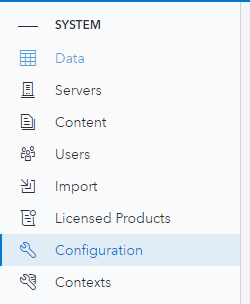 SYSTEM
Data
Servers
Content
Users
Import
Licensed Products
Configuration
Contexts